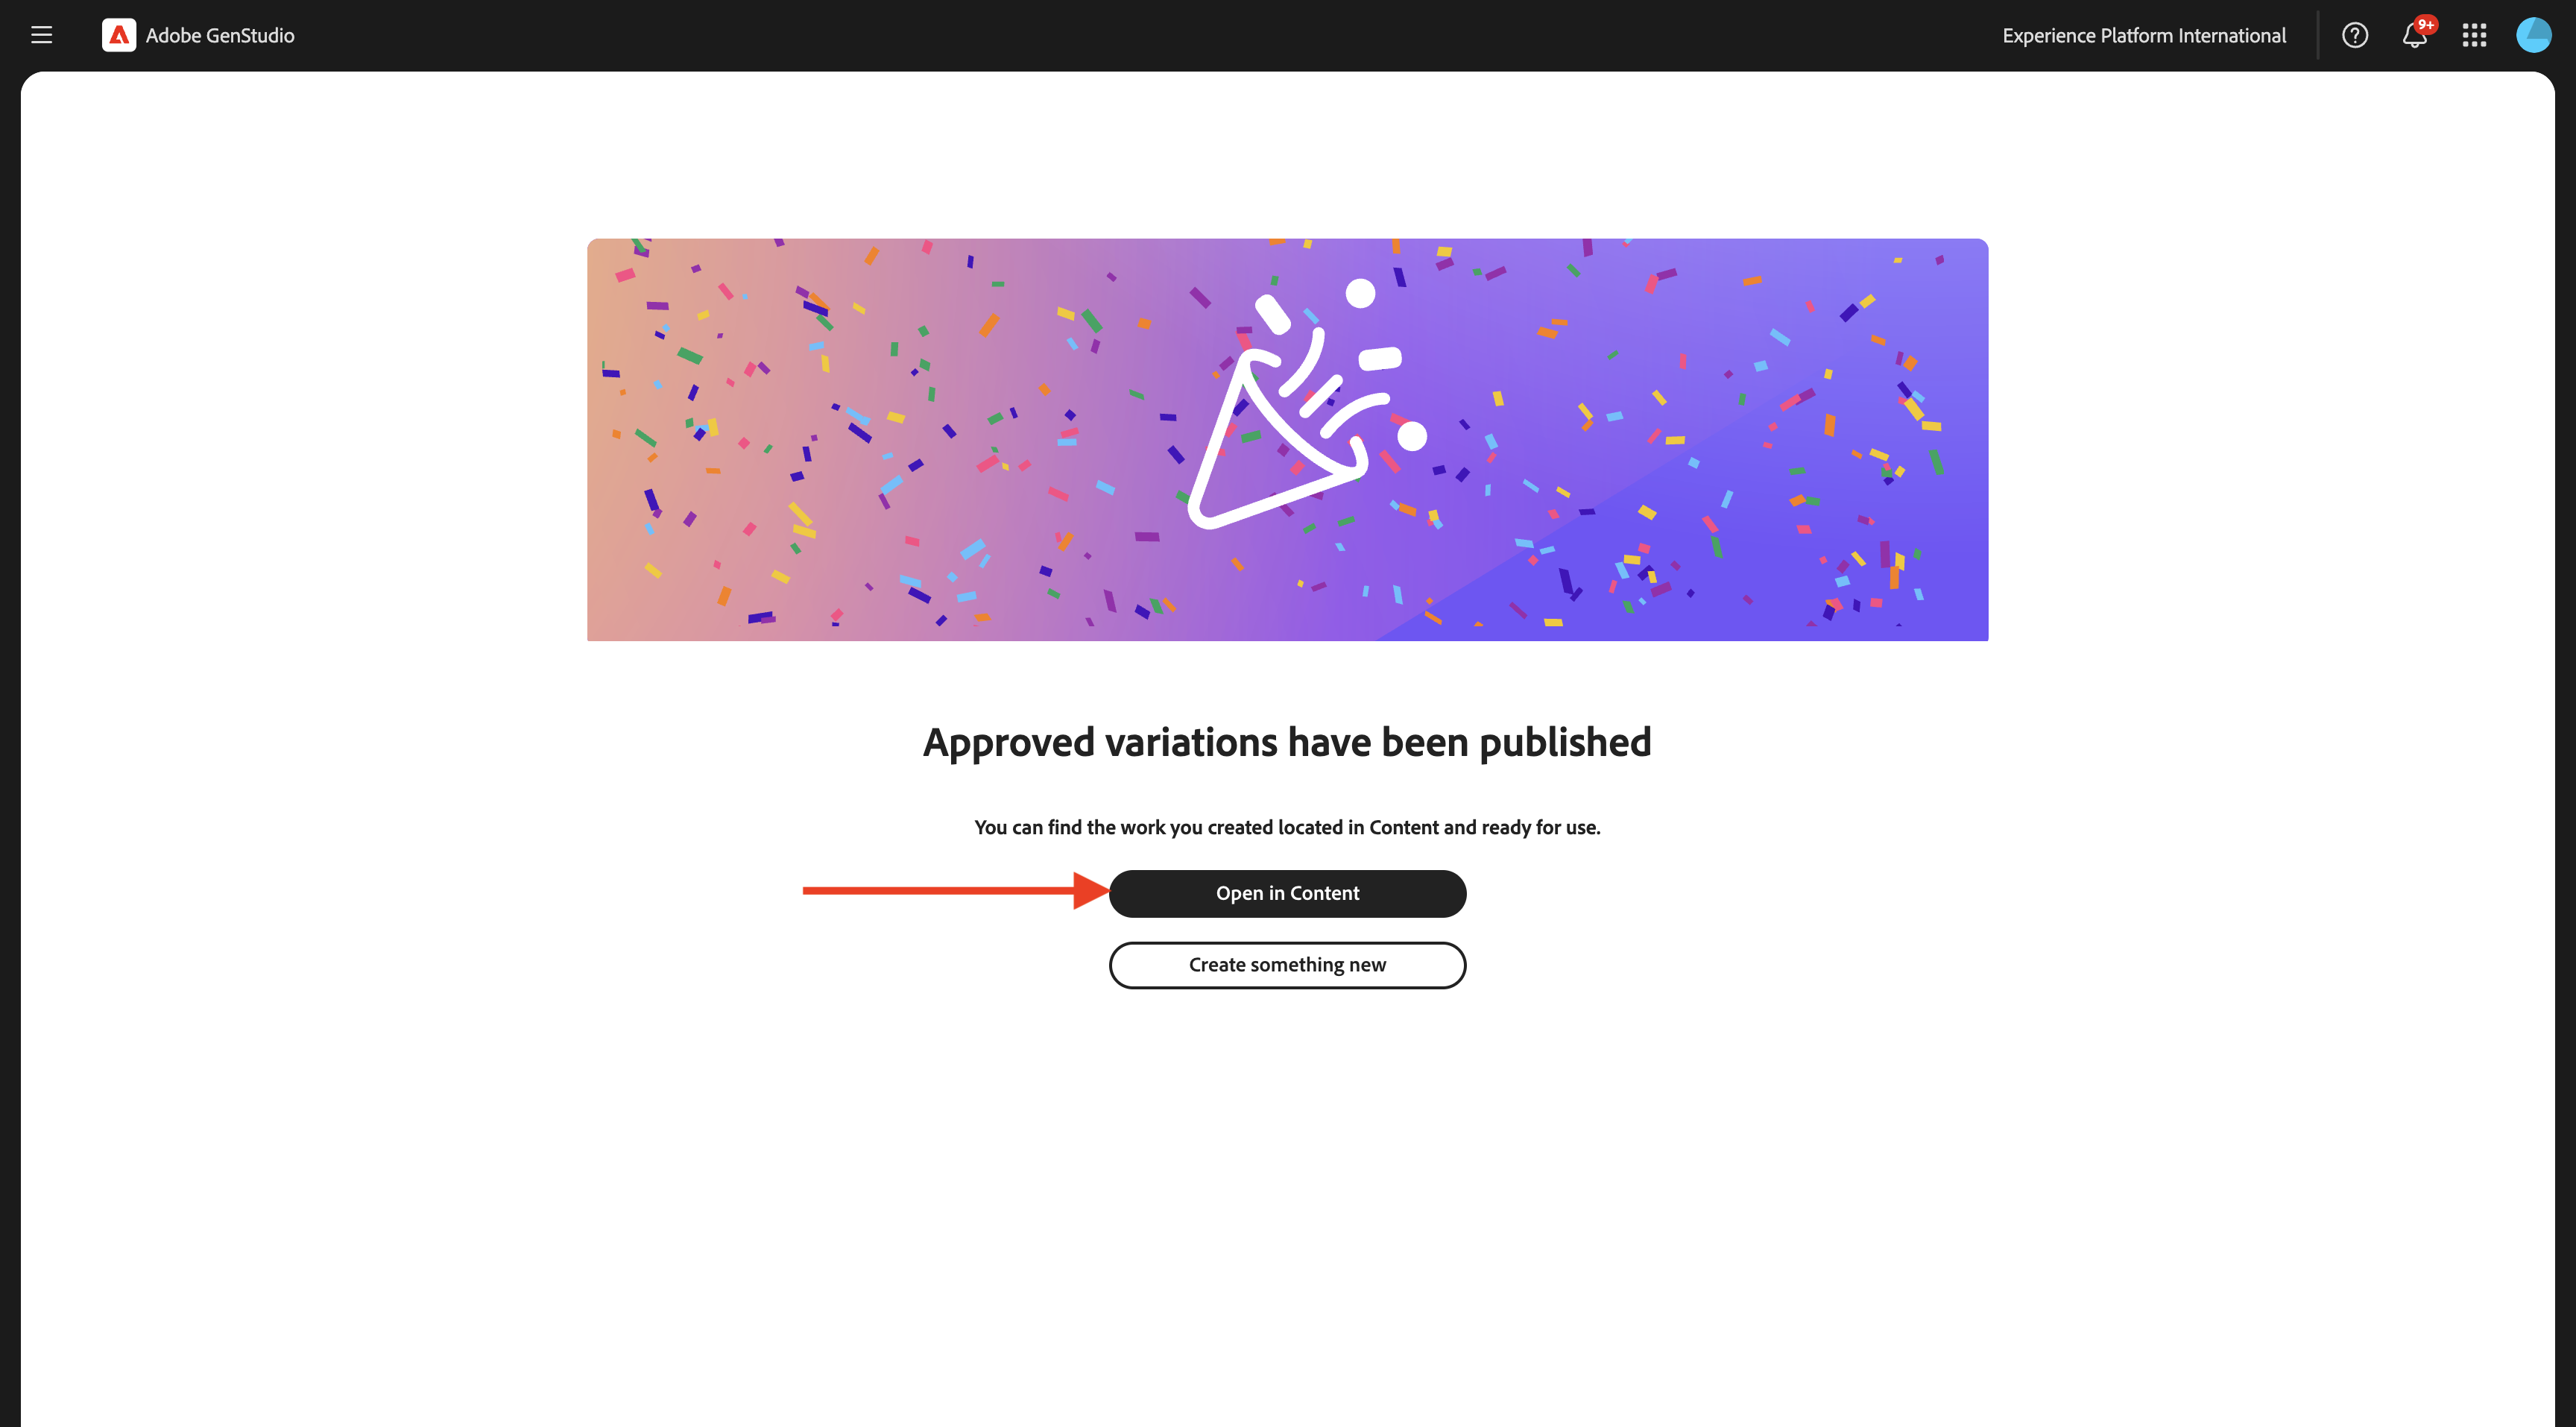 Adobe GenStudio
Experience Platform International
9+
Approved variations have been published
You can find the work you created located in Content and ready for use.
Open in Content
Create something new